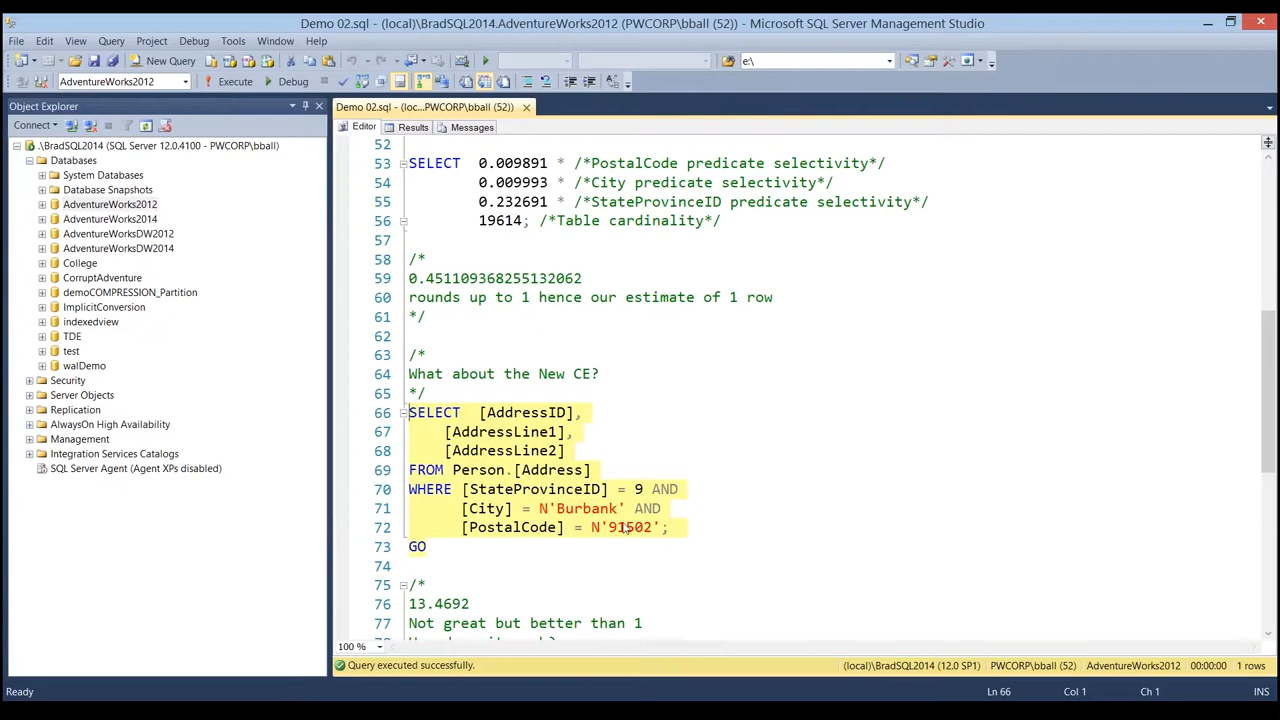 Demo 02.sql - (local)\BradSQL2014.AdventureWorks2012 (PWCORP\bball (52)) - Microsoft SQL Server Management Studio
File Edit View Query Project Debug Tools Window Help
New Query e:\
AdventureWorks2012 Execute Debug
Object Explorer
Connect
.\BradSQL2014 (SQL Server 12.0.4100 - PWCORP\bball)
Databases
System Databases
Database Snapshots
AdventureWorks2012
AdventureWorks2014
AdventureWorksDW2012
AdventureWorksDW2014
College
CorruptAdventure
demoCOMPRESSION_Partition
ImplicitConversion
indexedview
TDE
test
walDemo
Security
Server Objects
Replication
AlwaysOn High Availability
Management
Integration Services Catalogs
SQL Server Agent (Agent XPs disabled)
Demo 02.sql - (loc...PWCORP\bball (52))
Editor Results Messages
52
53 SELECT 0.009891 * /*PostalCode predicate selectivity*/
54 0.009993 * /*City predicate selectivity*/
55 0.232691 * /*StateProvinceID predicate selectivity*/
56 19614; /*Table cardinality*/
57
58 /*
59 0.451109368255132062
60 rounds up to 1 hence our estimate of 1 row
61 */
62
63 /*
64 What about the New CE?
65 */
66 SELECT [AddressID],
67 [AddressLine1],
68 [AddressLine2]
69 FROM Person.[Address]
70 WHERE [StateProvinceID] = 9 AND
71 [City] = N'Burbank' AND
72 [PostalCode] = N'91502';
73 GO
74
75 /*
76 13.4692
77 Not great but better than 1
100 %
Query executed successfully. (local)\BradSQL2014 (12.0 SP1) PWCORP\bball (52) AdventureWorks2012 00:00:00 1 rows
Ready Ln 66 Col 1 Ch 1 INS